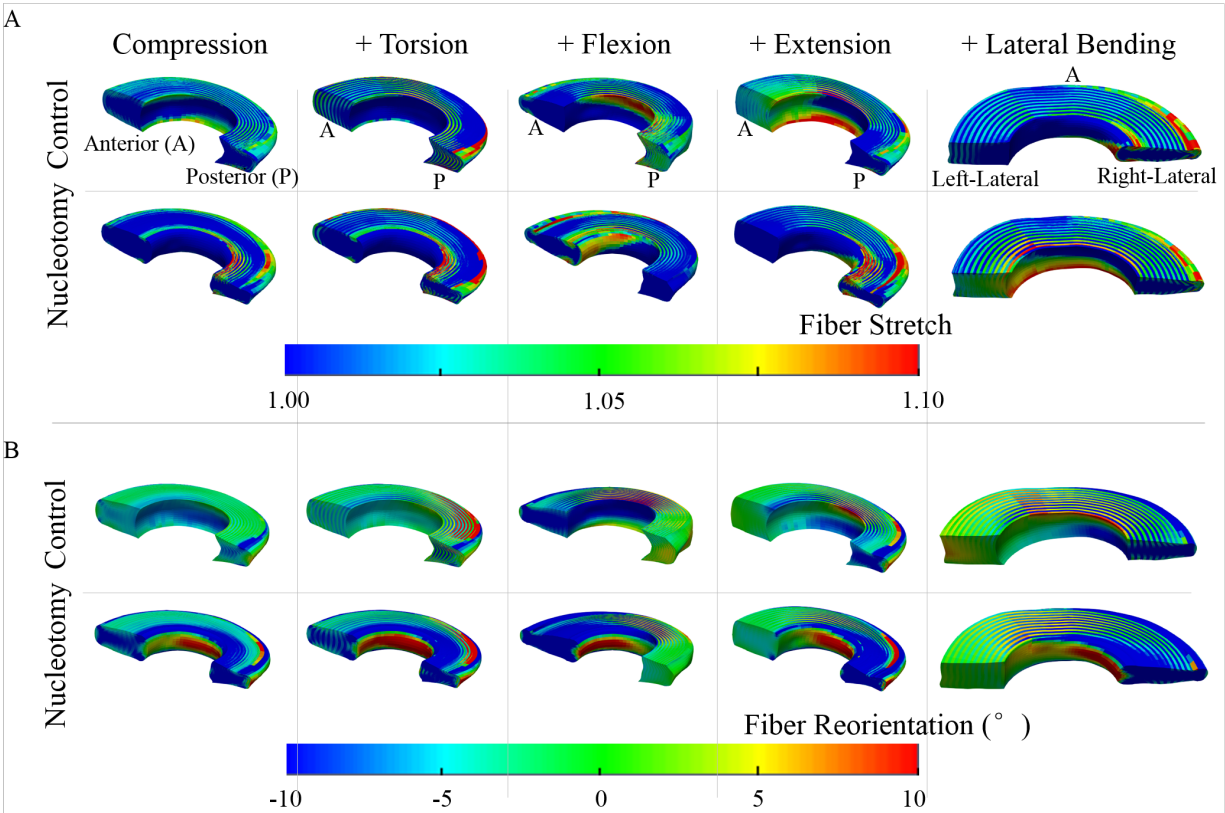 A
Compression
+ Torsion
+ Flexion
+ Extension
+ Lateral Bending
Control
Anterior (A)
Posterior (P)
A
P
A
P
A
P
A
Left-Lateral
Right-Lateral
Nucleotomy
Fiber Stretch
1.00
1.05
1.10
B
Control
Nucleotomy
Fiber Reorientation (°)
-10
-5
0
5
10